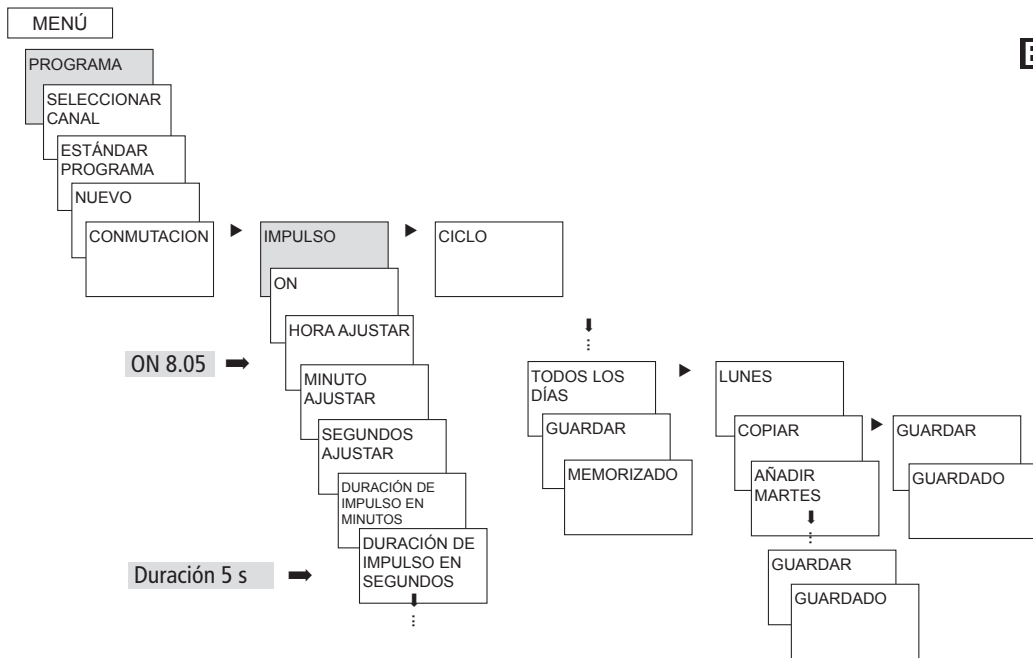 MENÚ
PROGRAMA
SELECCIONAR
CANAL
ESTÁNDAR
PROGRAMA
NUEVO
CONMUTACION
IMPULSO
CICLO
ON
HORA AJUSTAR
ON 8.05
MINUTO
AJUSTAR
SEGUNDOS
AJUSTAR
DURACIÓN DE
IMPULSO EN
MINUTOS
Duración 5 s
DURACIÓN DE
IMPULSO EN
SEGUNDOS
TODOS LOS
DÍAS
GUARDAR
MEMORIZADO
LUNES
COPIAR
AÑADIR
MARTES
GUARDAR
GUARDADO
GUARDAR
GUARDADO